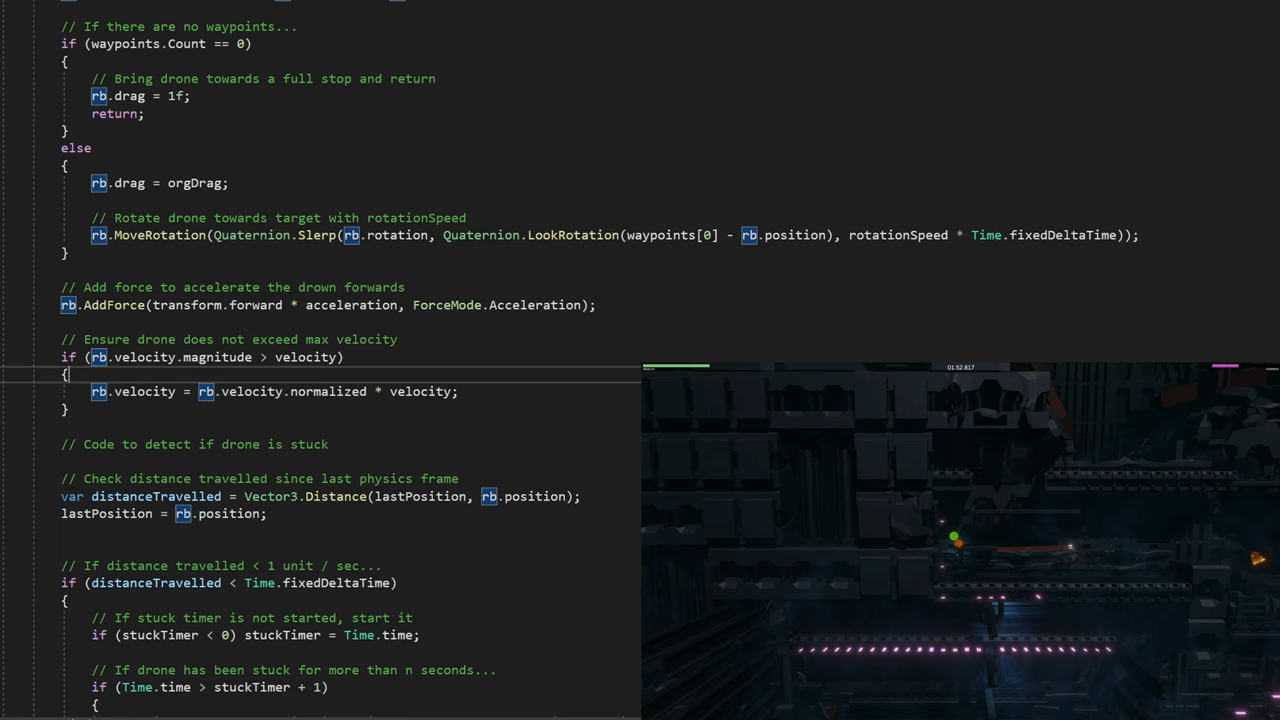 // If there are no waypoints...
if (waypoints.Count == 0)
{
// Bring drone towards a full stop and return
rb.drag = 1f;
return;
}
else
{
rb.drag = orgDrag;
// Rotate drone towards target with rotationSpeed
rb.MoveRotation(Quaternion.Slerp(rb.rotation, Quaternion.LookRotation(waypoints[0] - rb.position), rotationSpeed * Time.fixedDeltaTime));
}
// Add force to accelerate the drown forwards
rb.AddForce(transform.forward * acceleration, ForceMode.Acceleration);
// Ensure drone does not exceed max velocity
if (rb.velocity.magnitude > velocity)
{
rb.velocity = rb.velocity.normalized * velocity;
}
// Code to detect if drone is stuck
// Check distance travelled since last physics frame
var distanceTravelled = Vector3.Distance(lastPosition, rb.position);
lastPosition = rb.position;
// If distance travelled < 1 unit / sec...
if (distanceTravelled < Time.fixedDeltaTime)
{
// If stuck timer is not started, start it
if (stuckTimer < 0) stuckTimer = Time.time;
// If drone has been stuck for more than n seconds...
if (Time.time > stuckTimer + 1)
{
HEALTH
01.52.817